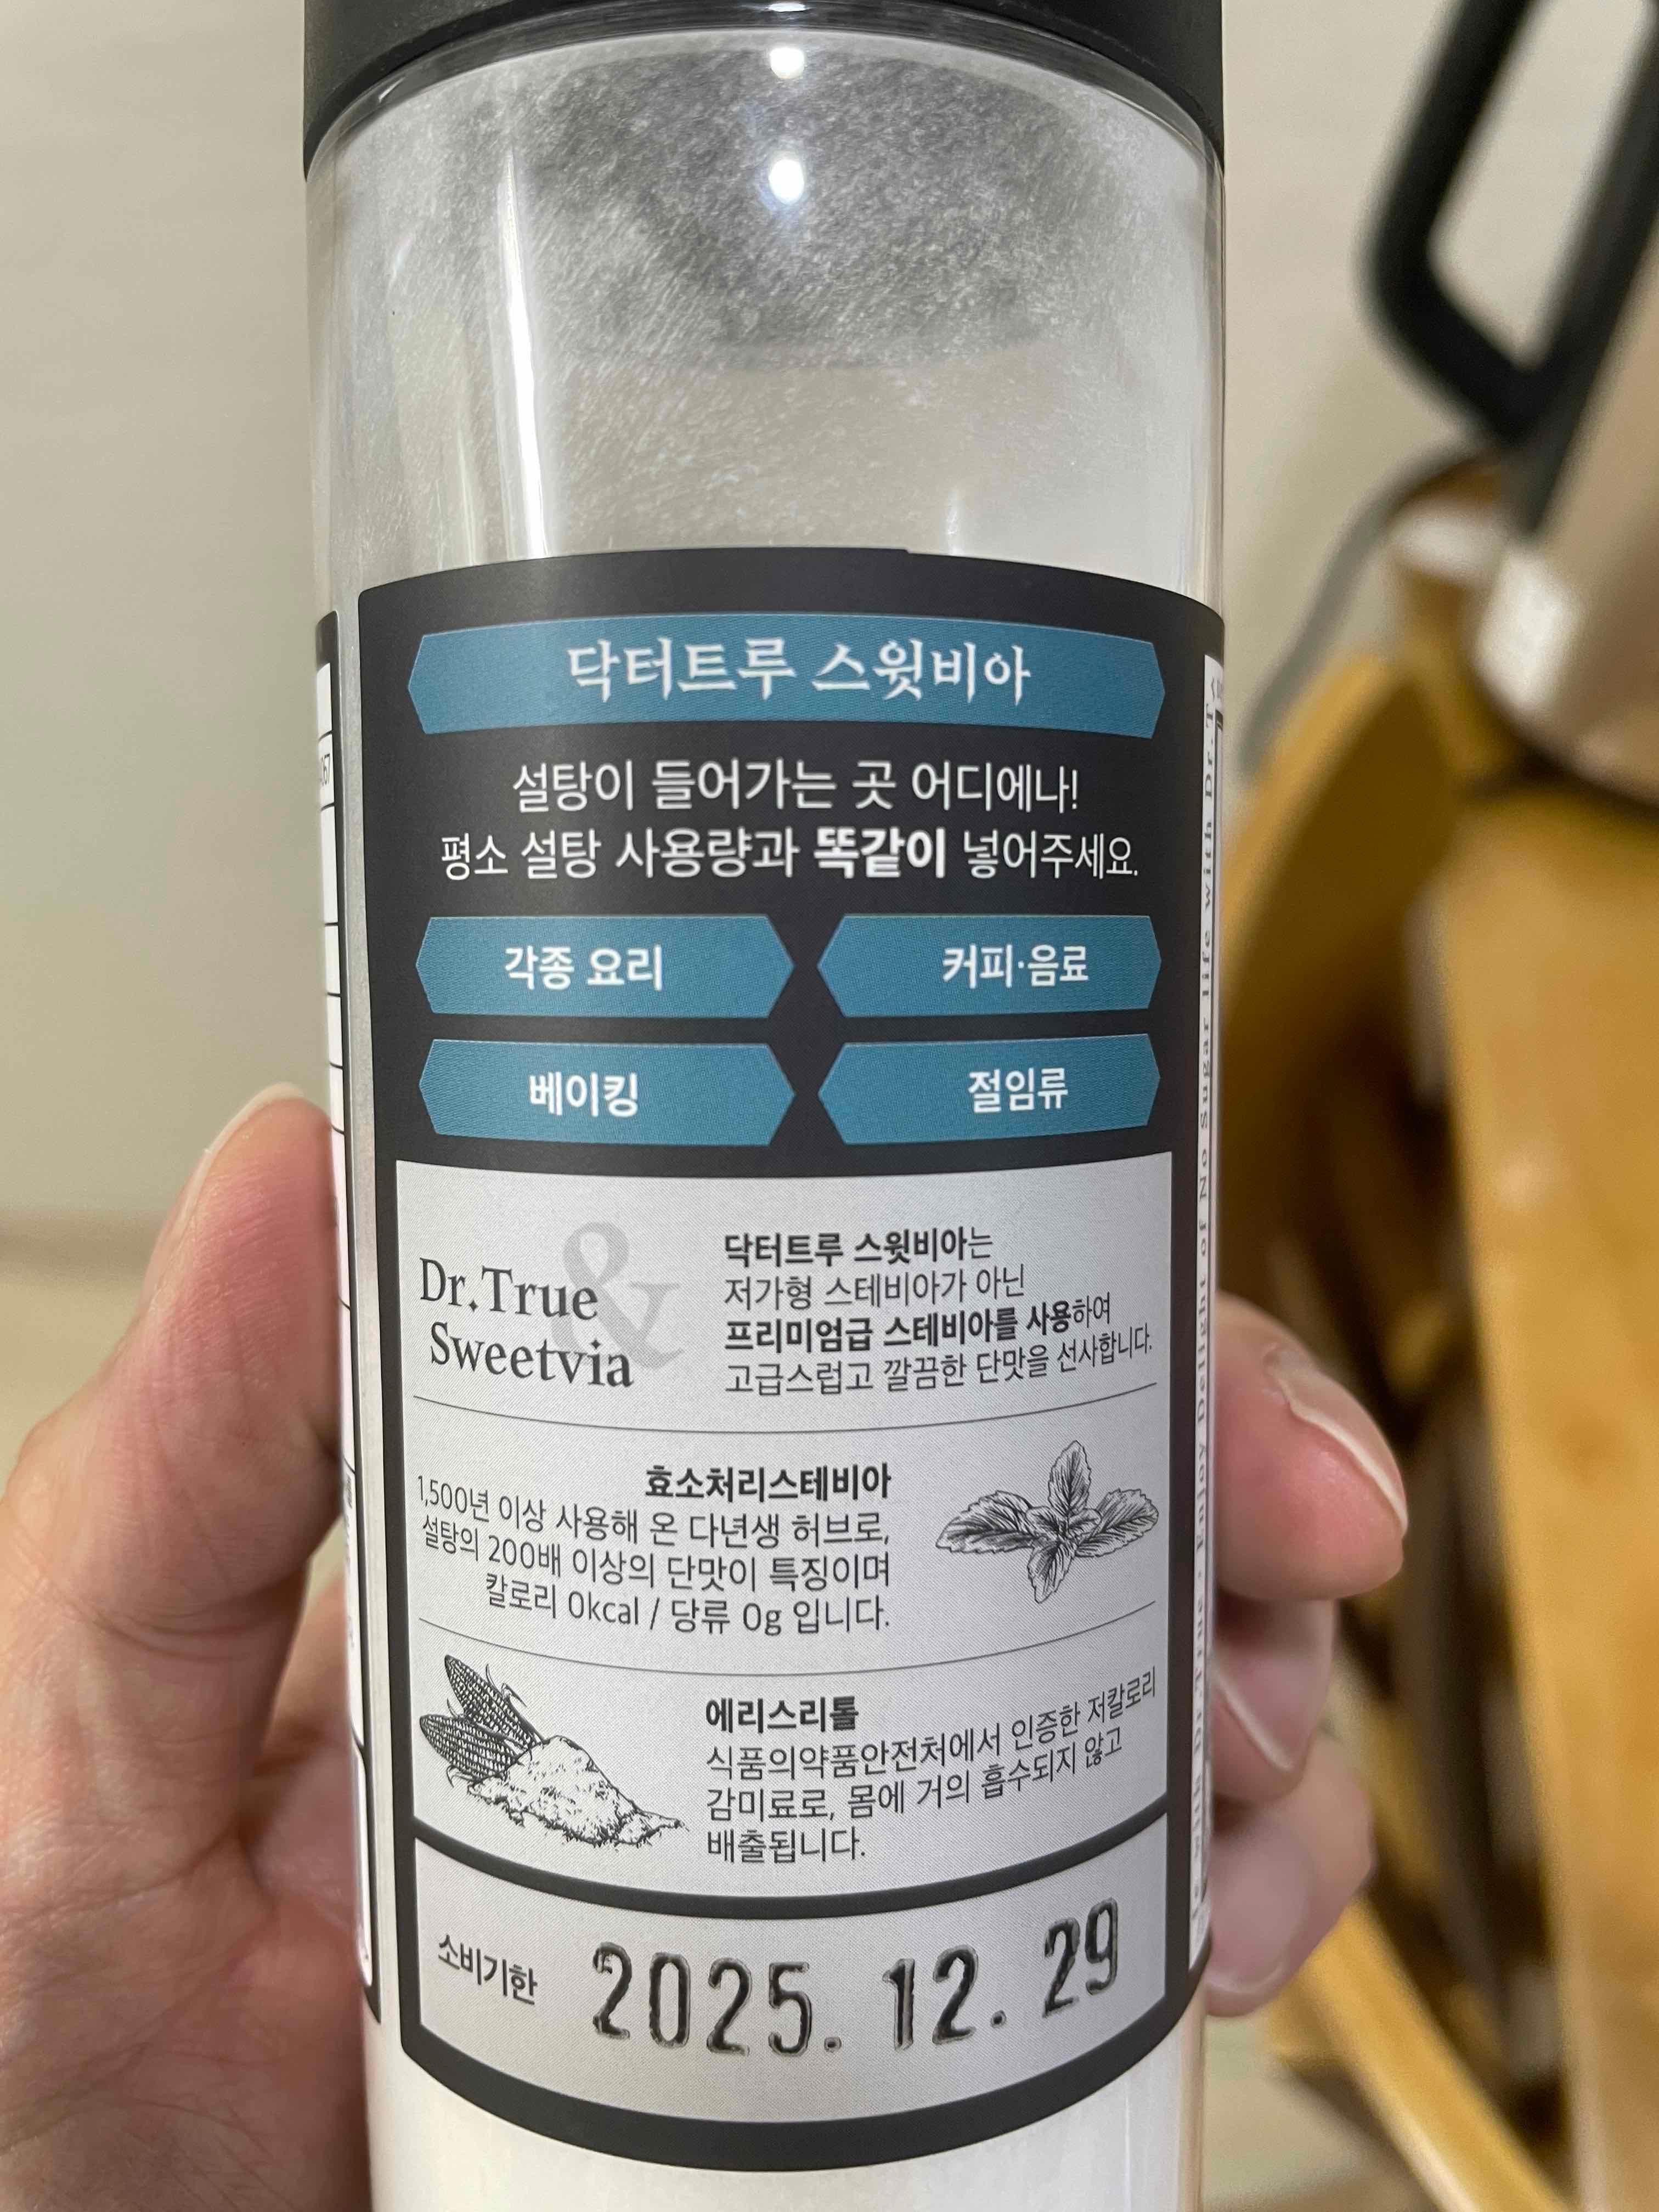 닥터트루 스윗비아
설탕이 들어가는 곳 어디에나!
평소 설탕 사용량과 똑같이 넣어주세요.
각종 요리
커피·음료
베이킹
절임류
Dr.True
&
Sweetvia
닥터트루 스윗비아는
저가형 스테비아가 아닌
프리미엄급 스테비아를 사용하여
고급스럽고 깔끔한 단맛을 선사합니다.
효소처리스테비아
1,500년 이상 사용해 온 다년생 허브로,
설탕의 200배 이상의 단맛이 특징이며
칼로리 0kcal / 당류 0g 입니다.
에리스리톨
식품의약품안전처에서 인증한 저칼로리
감미료로, 몸에 거의 흡수되지 않고
배출됩니다.
소비기한 2025. 12. 29
Delight of No Sugar life with Dr.T